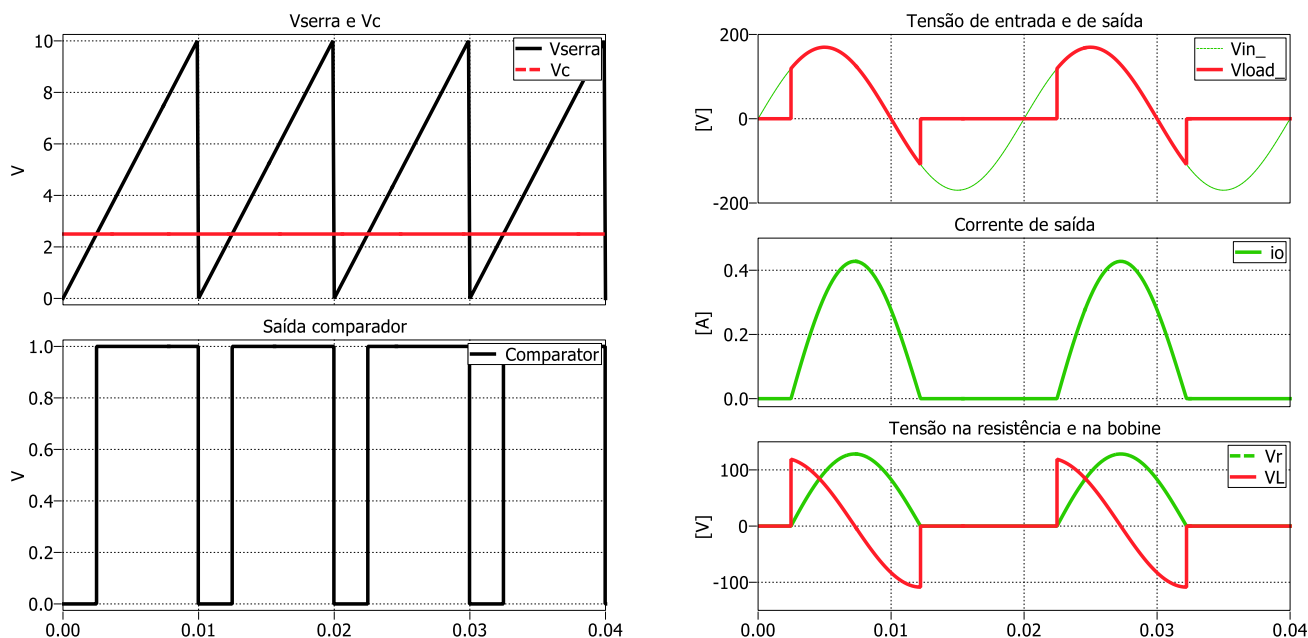 Vserra e Vc
10
8
6
4
2
0
V
Vserra
Vc
Saída comparador
1.0
0.8
0.6
0.4
0.2
0.0
V
Comparator
0.00 0.01 0.02 0.03 0.04
Tensão de entrada e de saída
200
0
-200
[V]
Vin_
Vload_
Corrente de saída
0.4
0.2
0.0
[A]
io
Tensão na resistência e na bobine
100
0
-100
[V]
Vr
VL
0.00 0.01 0.02 0.03 0.04